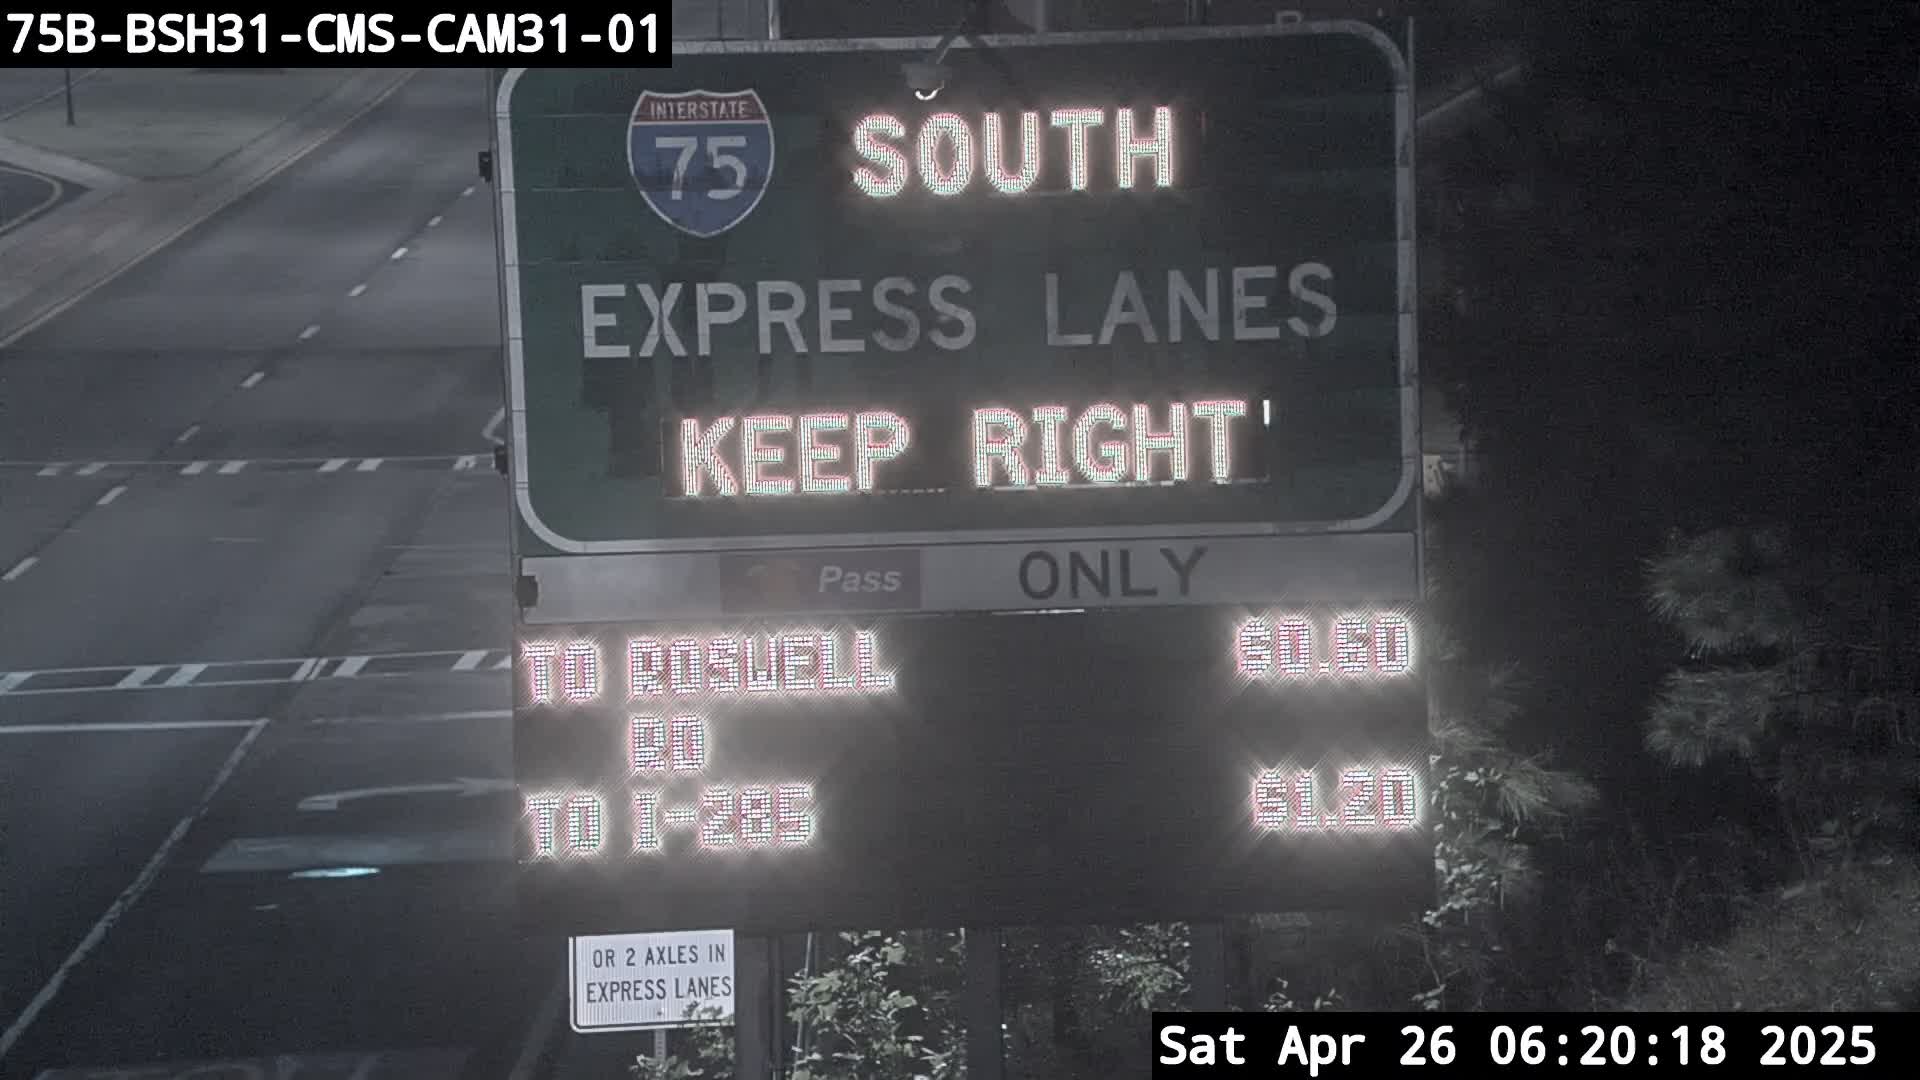 75B-BSH31-CMS-CAM31-01
INTERSTATE
75
SOUTH
EXPRESS LANES
KEEP RIGHT
Pass ONLY
TO ROSWELL $0.60
RD
TO I-285 $1.20
OR 2 AXLES IN
EXPRESS LANES
Sat Apr 26 06:20:18 2025